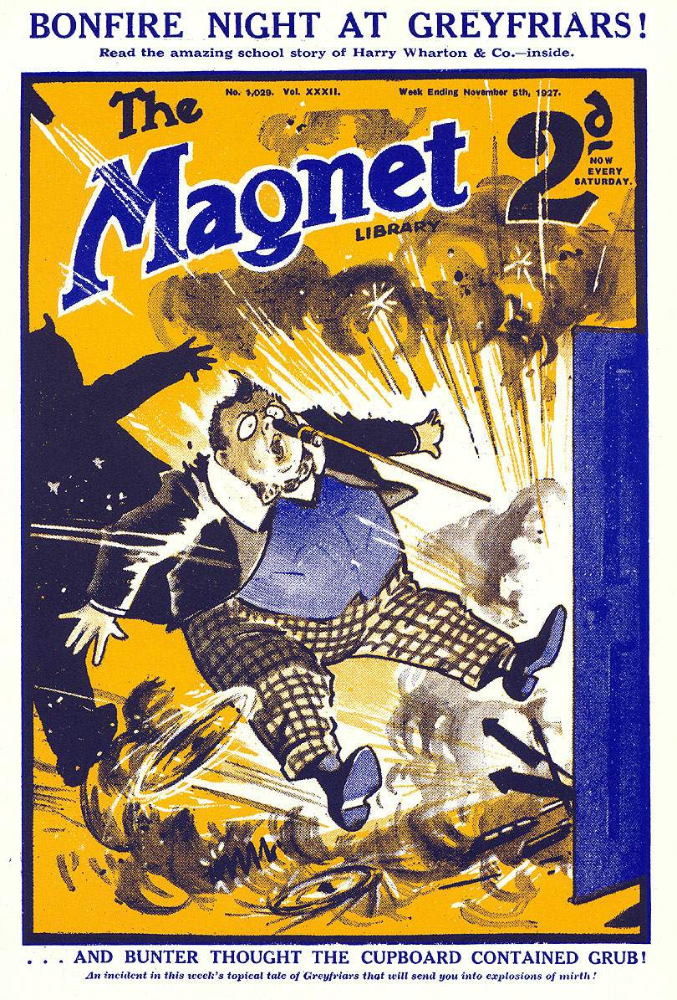 BONFIRE NIGHT AT GREYFRIARS!
Read the amazing school story of Harry Wharton & Co.—inside.
No. 1,029. Vol. XXXII.
Week Ending November 5th, 1927.
The
Magnet
LIBRARY
2d
NOW
EVERY
SATURDAY.
. . . AND BUNTER THOUGHT THE CUPBOARD CONTAINED GRUB!
An incident in this week's topical tale of Greyfriars that will send you into explosions of mirth!